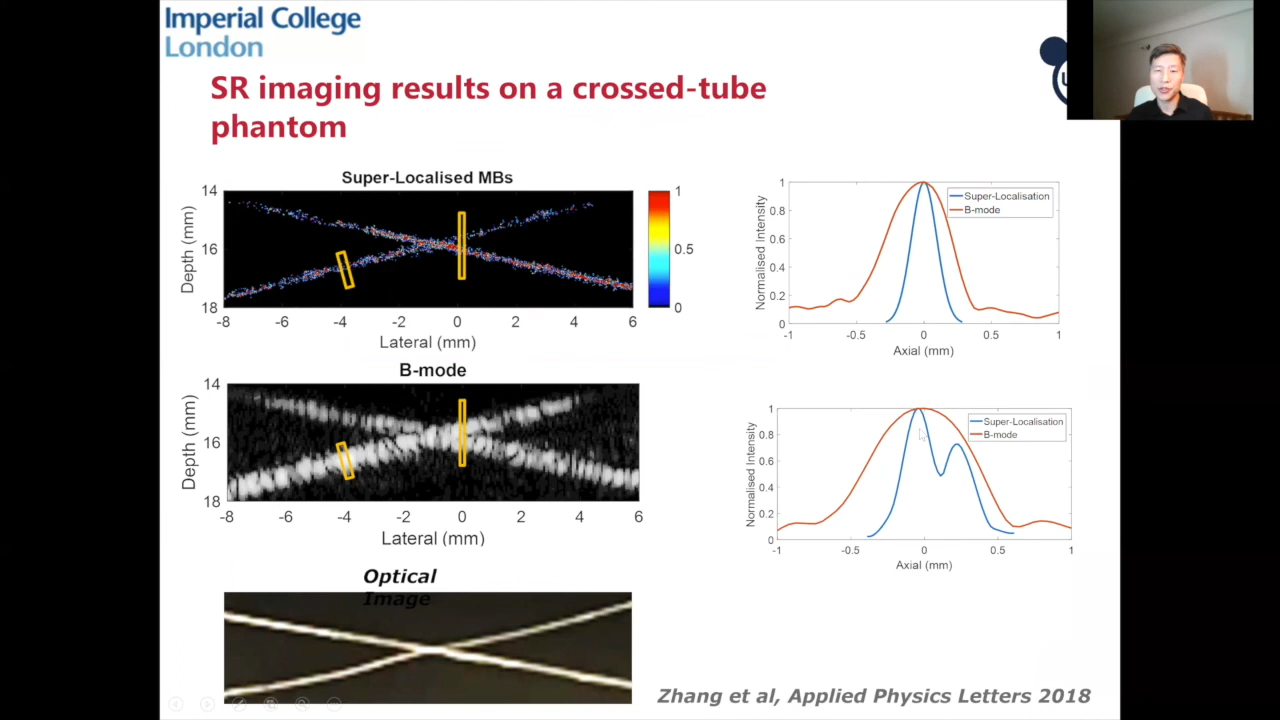 Imperial College
London
SR imaging results on a crossed-tube
phantom
Super-Localised MBs
14
16
18
Depth (mm)
-8 -6 -4 -2 0 2 4 6
Lateral (mm)
1
0.5
0
B-mode
14
16
18
Depth (mm)
-8 -6 -4 -2 0 2 4 6
Lateral (mm)
Optical
Image
1
0.8
0.6
0.4
0.2
0
Normalised Intensity
Super-Localisation
B-mode
-1 -0.5 0 0.5 1
Axial (mm)
1
0.8
0.6
0.4
0.2
0
Normalised Intensity
Super-Localisation
B-mode
-1 -0.5 0 0.5 1
Axial (mm)
Zhang et al, Applied Physics Letters 2018